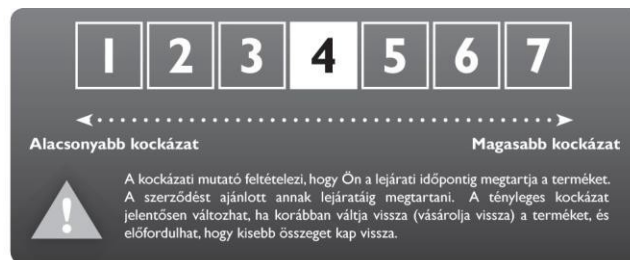 1 2 3 4 5 6 7
Alacsonyabb kockázat Magasabb kockázat
A kockázati mutató feltételezi, hogy Ön a lejárati időpontig megtartja a terméket.
A szerződést ajánlott annak lejáratáig megtartani. A tényleges kockázat
jelentősen változhat, ha korábban váltja vissza (vásárolja vissza) a terméket, és
előfordulhat, hogy kisebb összeget kap vissza.